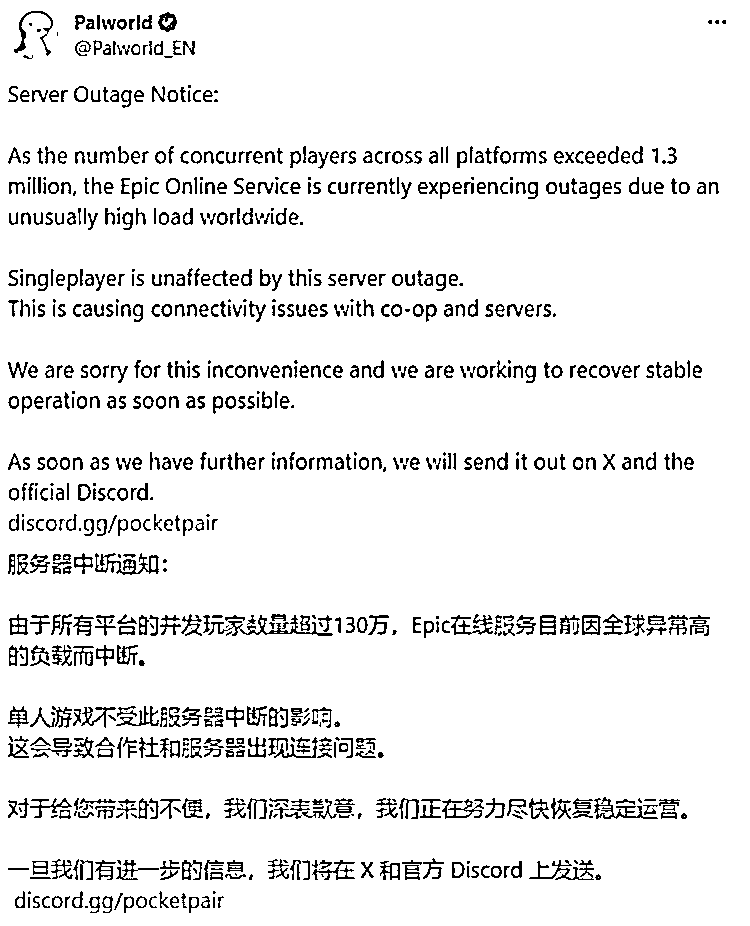 Palworld
@Palworld_EN
Server Outage Notice:
As the number of concurrent players across all platforms exceeded 1.3
million, the Epic Online Service is currently experiencing outages due to an
unusually high load worldwide.
Singleplayer is unaffected by this server outage.
This is causing connectivity issues with co-op and servers.
We are sorry for this inconvenience and we are working to recover stable
operation as soon as possible.
As soon as we have further information, we will send it out on X and the
official Discord.
discord.gg/pocketpair
服务器中断通知：
由于所有平台的并发玩家数量超过130万，Epic在线服务目前因全球异常高
的负载而中断。
单人游戏不受此服务器中断的影响。
这会导致合作社和服务器出现连接问题。
对于给您带来的不便，我们深表歉意，我们正在努力尽快恢复稳定运营。
一旦我们有进一步的信息，我们将在 X 和官方 Discord 上发送。
discord.gg/pocketpair